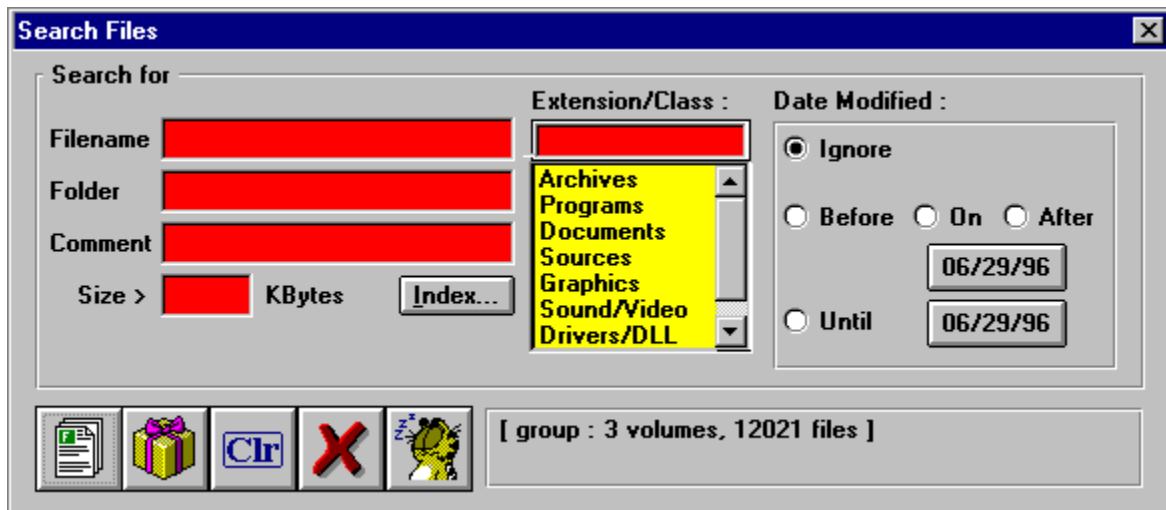 Search Files
Search for
Filename
Folder
Comment
Size > KBytes Index...
Extension/Class :
Archives
Programs
Documents
Sources
Graphics
Sound/Video
Drivers/DLL
Date Modified :
Ignore
Before On After
06/29/96
Until 06/29/96
F
Clr
z z z
[ group : 3 volumes, 12021 files ]